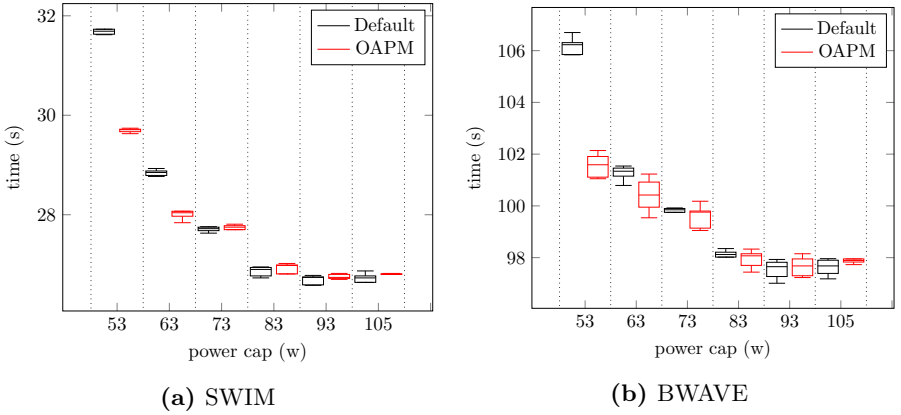 32
30
28
time (s)
Default
OAPM
53 63 73 83 93 105
power cap (w)
(a) SWIM
106
104
102
100
98
time (s)
Default
OAPM
53 63 73 83 93 105
power cap (w)
(b) BWAVE